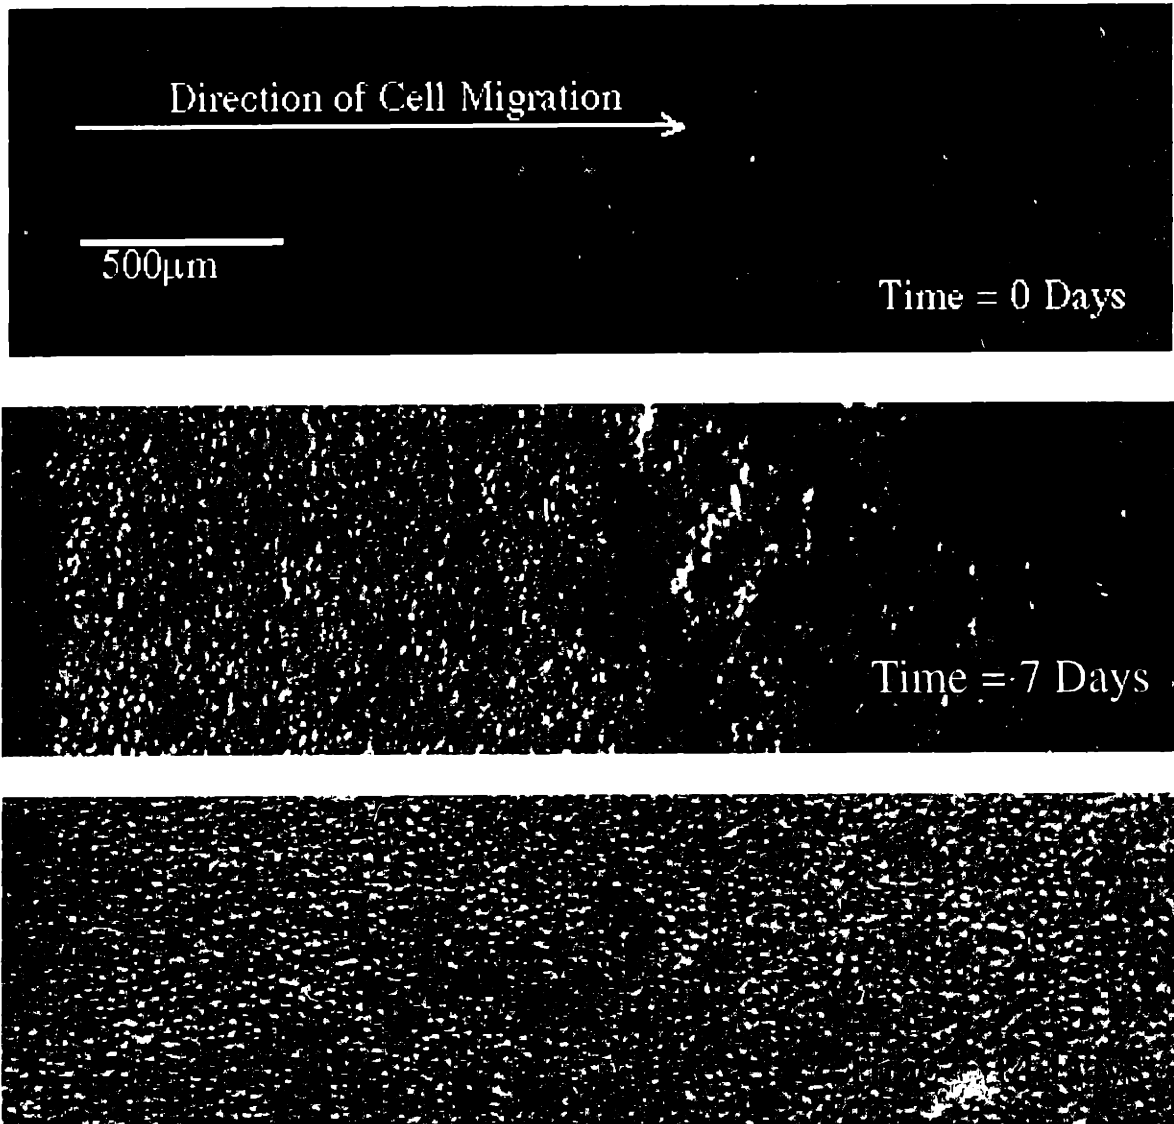 Direction of Cell Migration
500μm
Time = 0 Days
Time = 7 Days